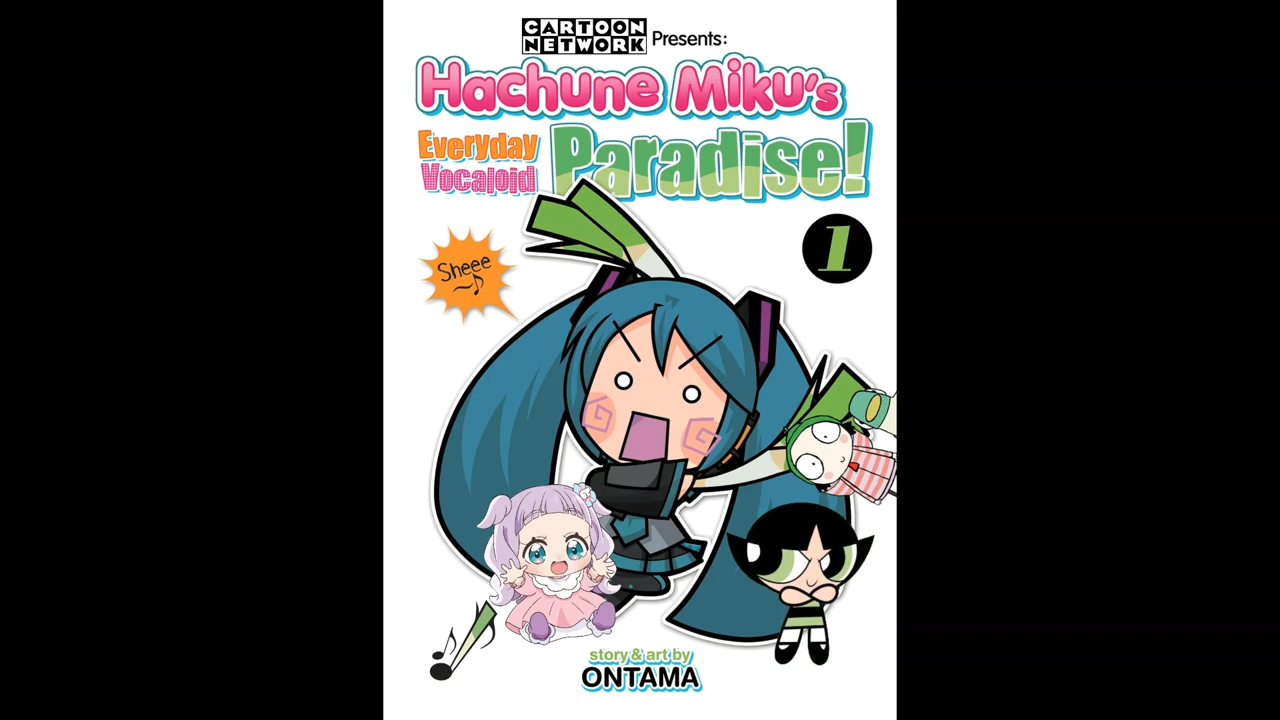 CARTOON
NETWORK Presents:
Hachune Miku's
Everyday
Vocaloid
Paradise!
1
Sheee
~♪
story & art by
ONTAMA